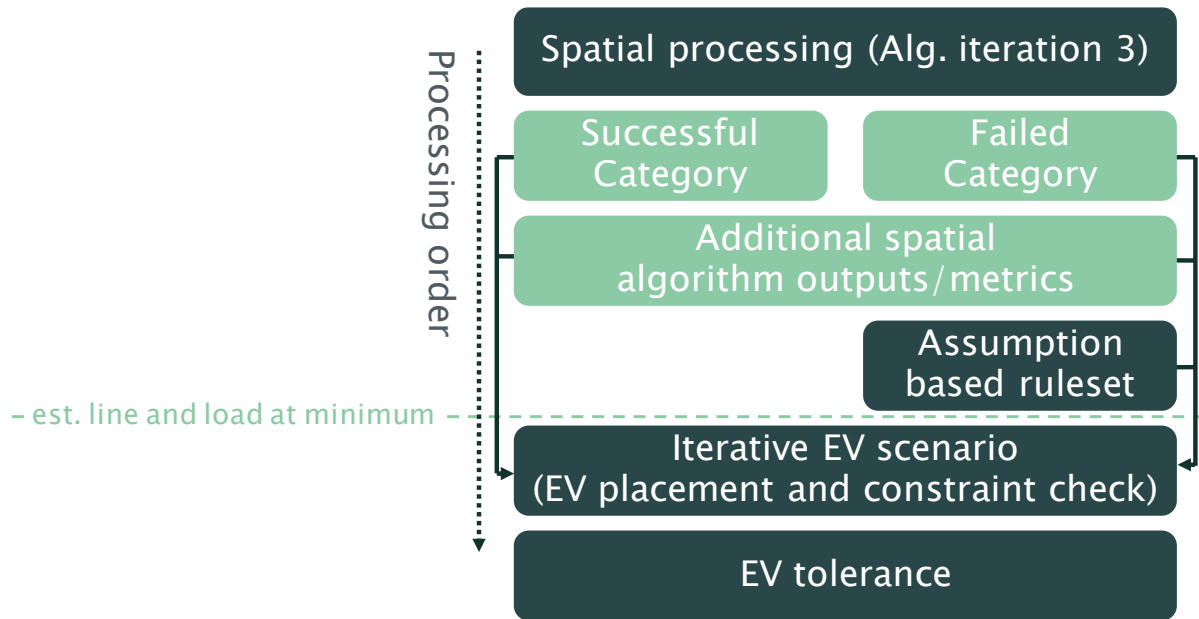 Spatial processing (Alg. iteration 3)
Processing order
Successful
Category
Failed
Category
Additional spatial
algorithm outputs/metrics
Assumption
based ruleset
est. line and load at minimum
Iterative EV scenario
(EV placement and constraint check)
EV tolerance